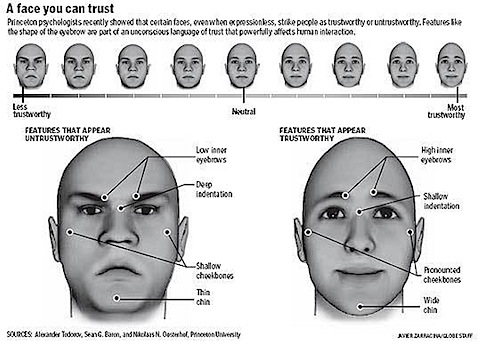 A face you can trust
Princeton psychologists recently showed that certain faces, even when expressionless, strike people as trustworthy or untrustworthy. Features like
the shape of the eyebrow are part of an unconscious language of trust that powerfully affects human interaction.
Less
trustworthy
Neutral
Most
trustworthy
FEATURES THAT APPEAR
UNTRUSTWORTHY
Low inner
eyebrows
Deep
indentation
Shallow
cheekbones
Thin
chin
FEATURES THAT APPEAR
TRUSTWORTHY
High inner
eyebrows
Shallow
indentation
Pronounced
cheekbones
Wide
chin
SOURCES: Alexander Todorov, Sean G. Baron, and Nikolaas N. Oosterhof, Princeton University
JAVIER ZARRACINA/GLOBE STAFF